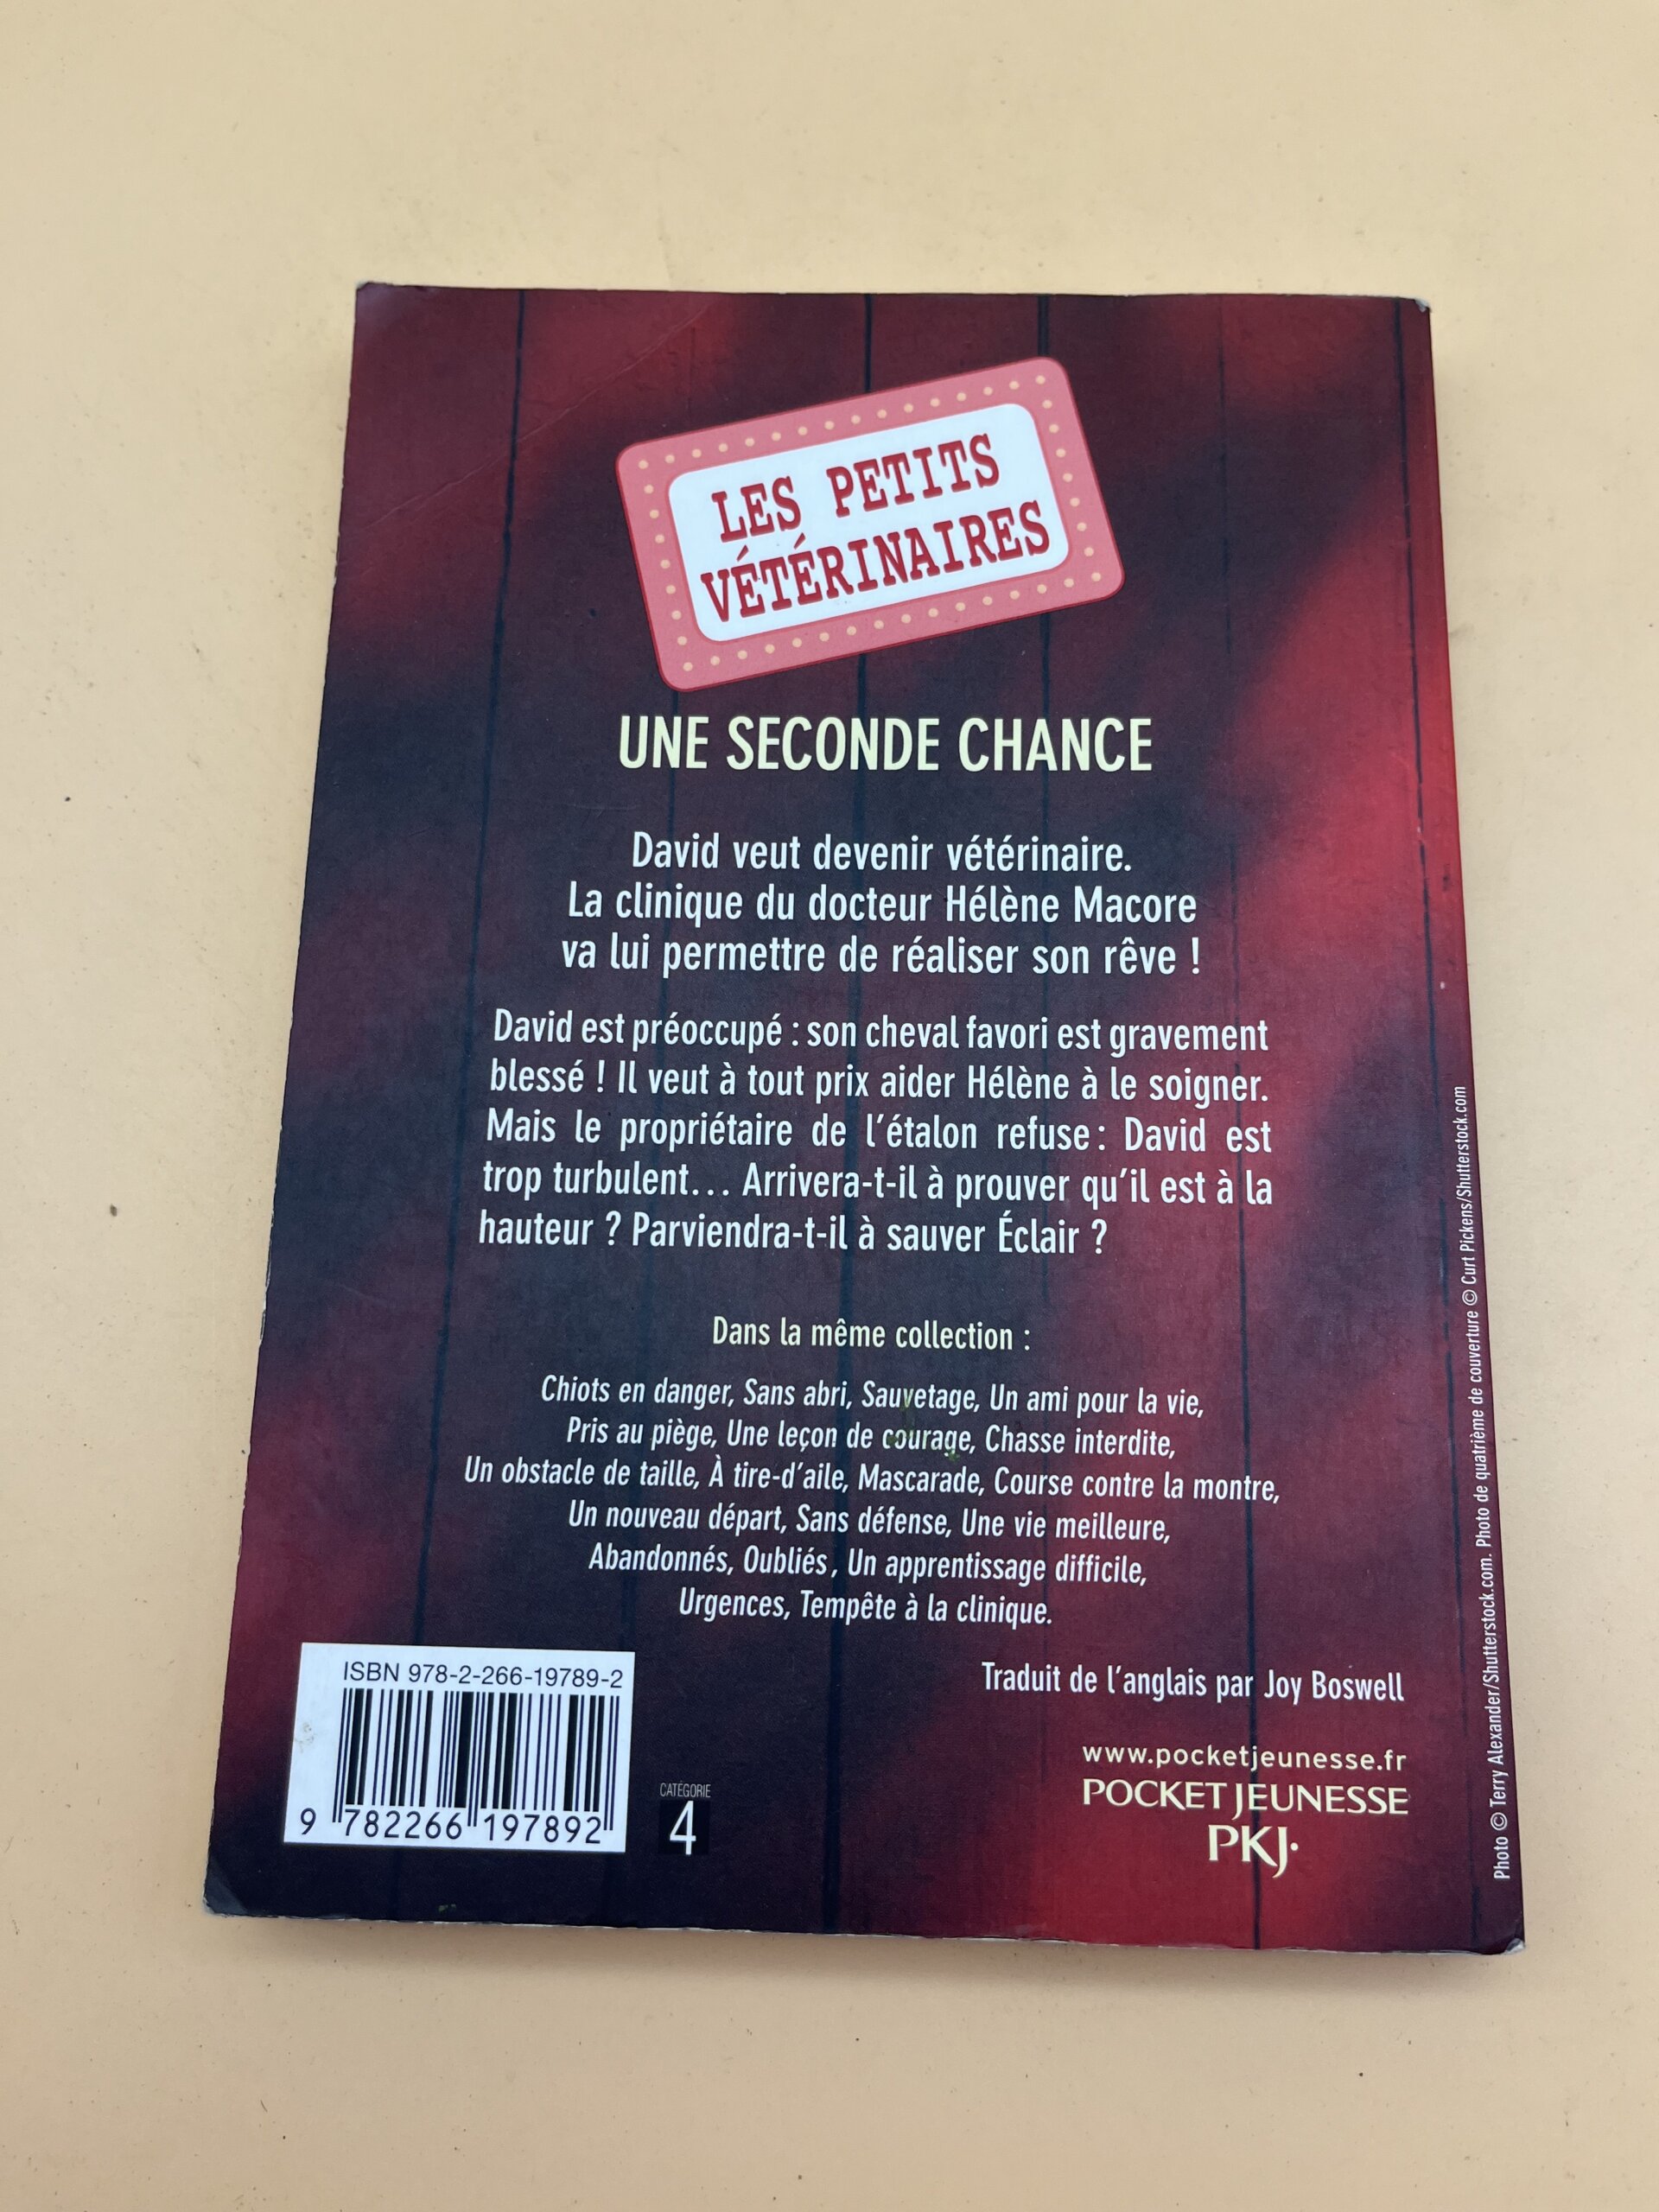 LES PETITS
VÉTÉRINAIRES
UNE SECONDE CHANCE
David veut devenir vétérinaire.
La clinique du docteur Hélène Macore
va lui permettre de réaliser son rêve !
David est préoccupé : son cheval favori est gravement
blessé ! Il veut à tout prix aider Hélène à le soigner.
Mais le propriétaire de l'étalon refuse : David est
trop turbulent... Arrivera-t-il à prouver qu'il est à la
hauteur ? Parviendra-t-il à sauver Éclair ?
Dans la même collection :
Chiots en danger, Sans abri, Sauvetage, Un ami pour la vie,
Pris au piège, Une leçon de courage, Chasse interdite,
Un obstacle de taille, À tire-d'aile, Mascarade, Course contre la montre,
Un nouveau départ, Sans défense, Une vie meilleure,
Abandonnés, Oubliés, Un apprentissage difficile,
Urgences, Tempête à la clinique.
ISBN 978-2-266-19789-2
9 782266 197892
CATÉGORIE
4
Traduit de l'anglais par Joy Boswell
www.pocketjeunesse.fr
POCKET JEUNESSE
PKJ·
Photo © Terry Alexander/Shutterstock.com. Photo de quatrième de couverture © Curt Pickens/Shutterstock.com